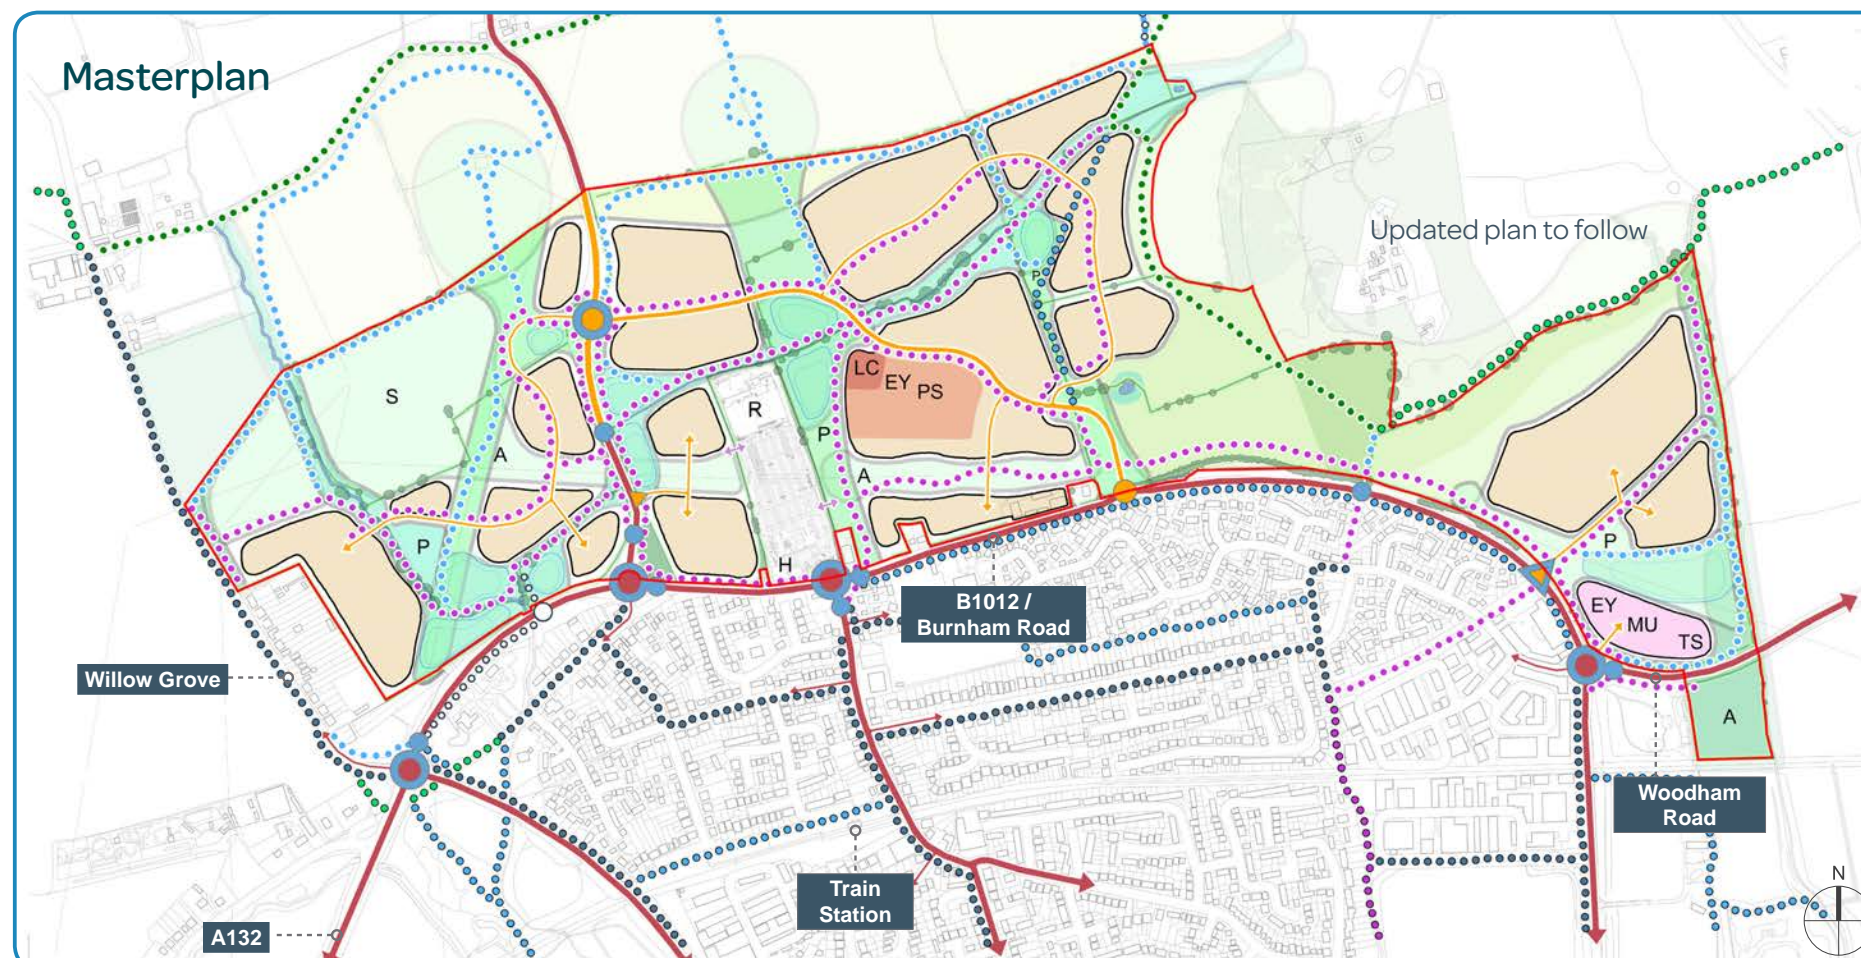 Masterplan
Updated plan to follow
P
LC
EY
PS
S
R
P
A
A
P
P
H
EY
MU
TS
B1012 /
Burnham Road
Willow Grove
A
Woodham
Road
Train
Station
A132
N